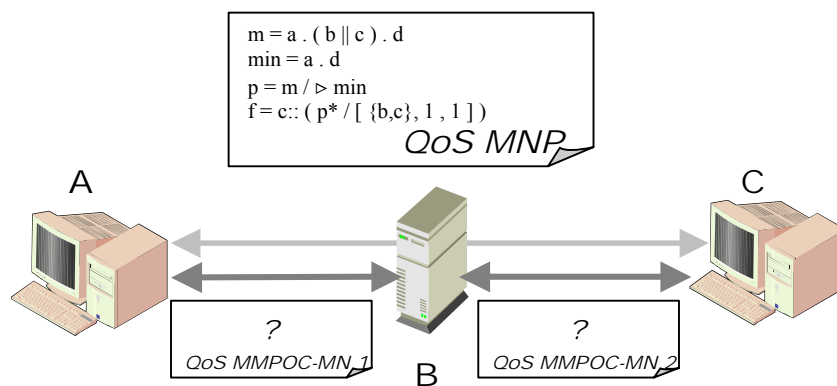 m = a . ( b || c ) . d
min = a . d
p = m / ▷ min
f = c:: ( p* / [ {b,c}, 1 , 1 ] )
QoS MNP
A
C
?
QoS MMPOC-MN 1
?
QoS MMPOC-MN 2
B